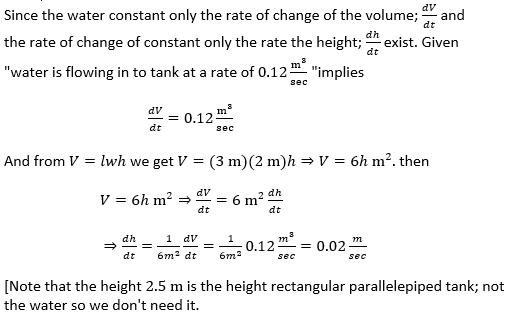 Since the water constant only the rate of change of the volume; dV/dt and
the rate of change of constant only the rate the height; dh/dt exist. Given
"water is flowing in to tank at a rate of 0.12 m³/sec "implies
dV/dt = 0.12 m³/sec
And from V = lwh we get V = (3 m)(2 m)h ⇒ V = 6h m². then
V = 6h m² ⇒ dV/dt = 6 m² dh/dt
⇒ dh/dt = 1/6m² dV/dt = 1/6m² 0.12 m³/sec = 0.02 m/sec
[Note that the height 2.5 m is the height rectangular parallelepiped tank; not
the water so we don't need it.